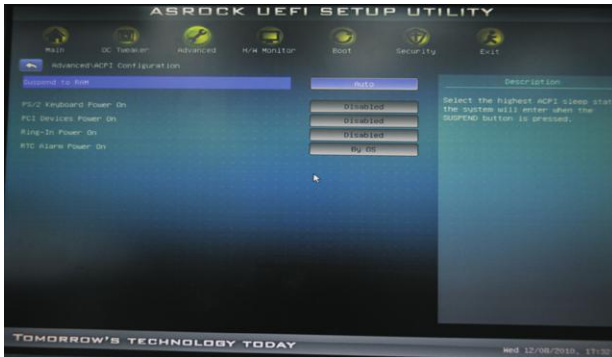 ASROCK UEFI SETUP UTILITY
Main OC Tweaker Advanced H/W Monitor Boot Security Exit
Advanced\ACPI Configuration
Suspend to RAM Auto
PS/2 Keyboard Power On Disabled
PCI Devices Power On Disabled
Ring-In Power On Disabled
RTC Alarm Power On By OS
Description
Select the highest ACPI sleep stat
the system will enter when the
SUSPEND button is pressed.
TOMORROW'S TECHNOLOGY TODAY
Wed 12/08/2010, 17:32